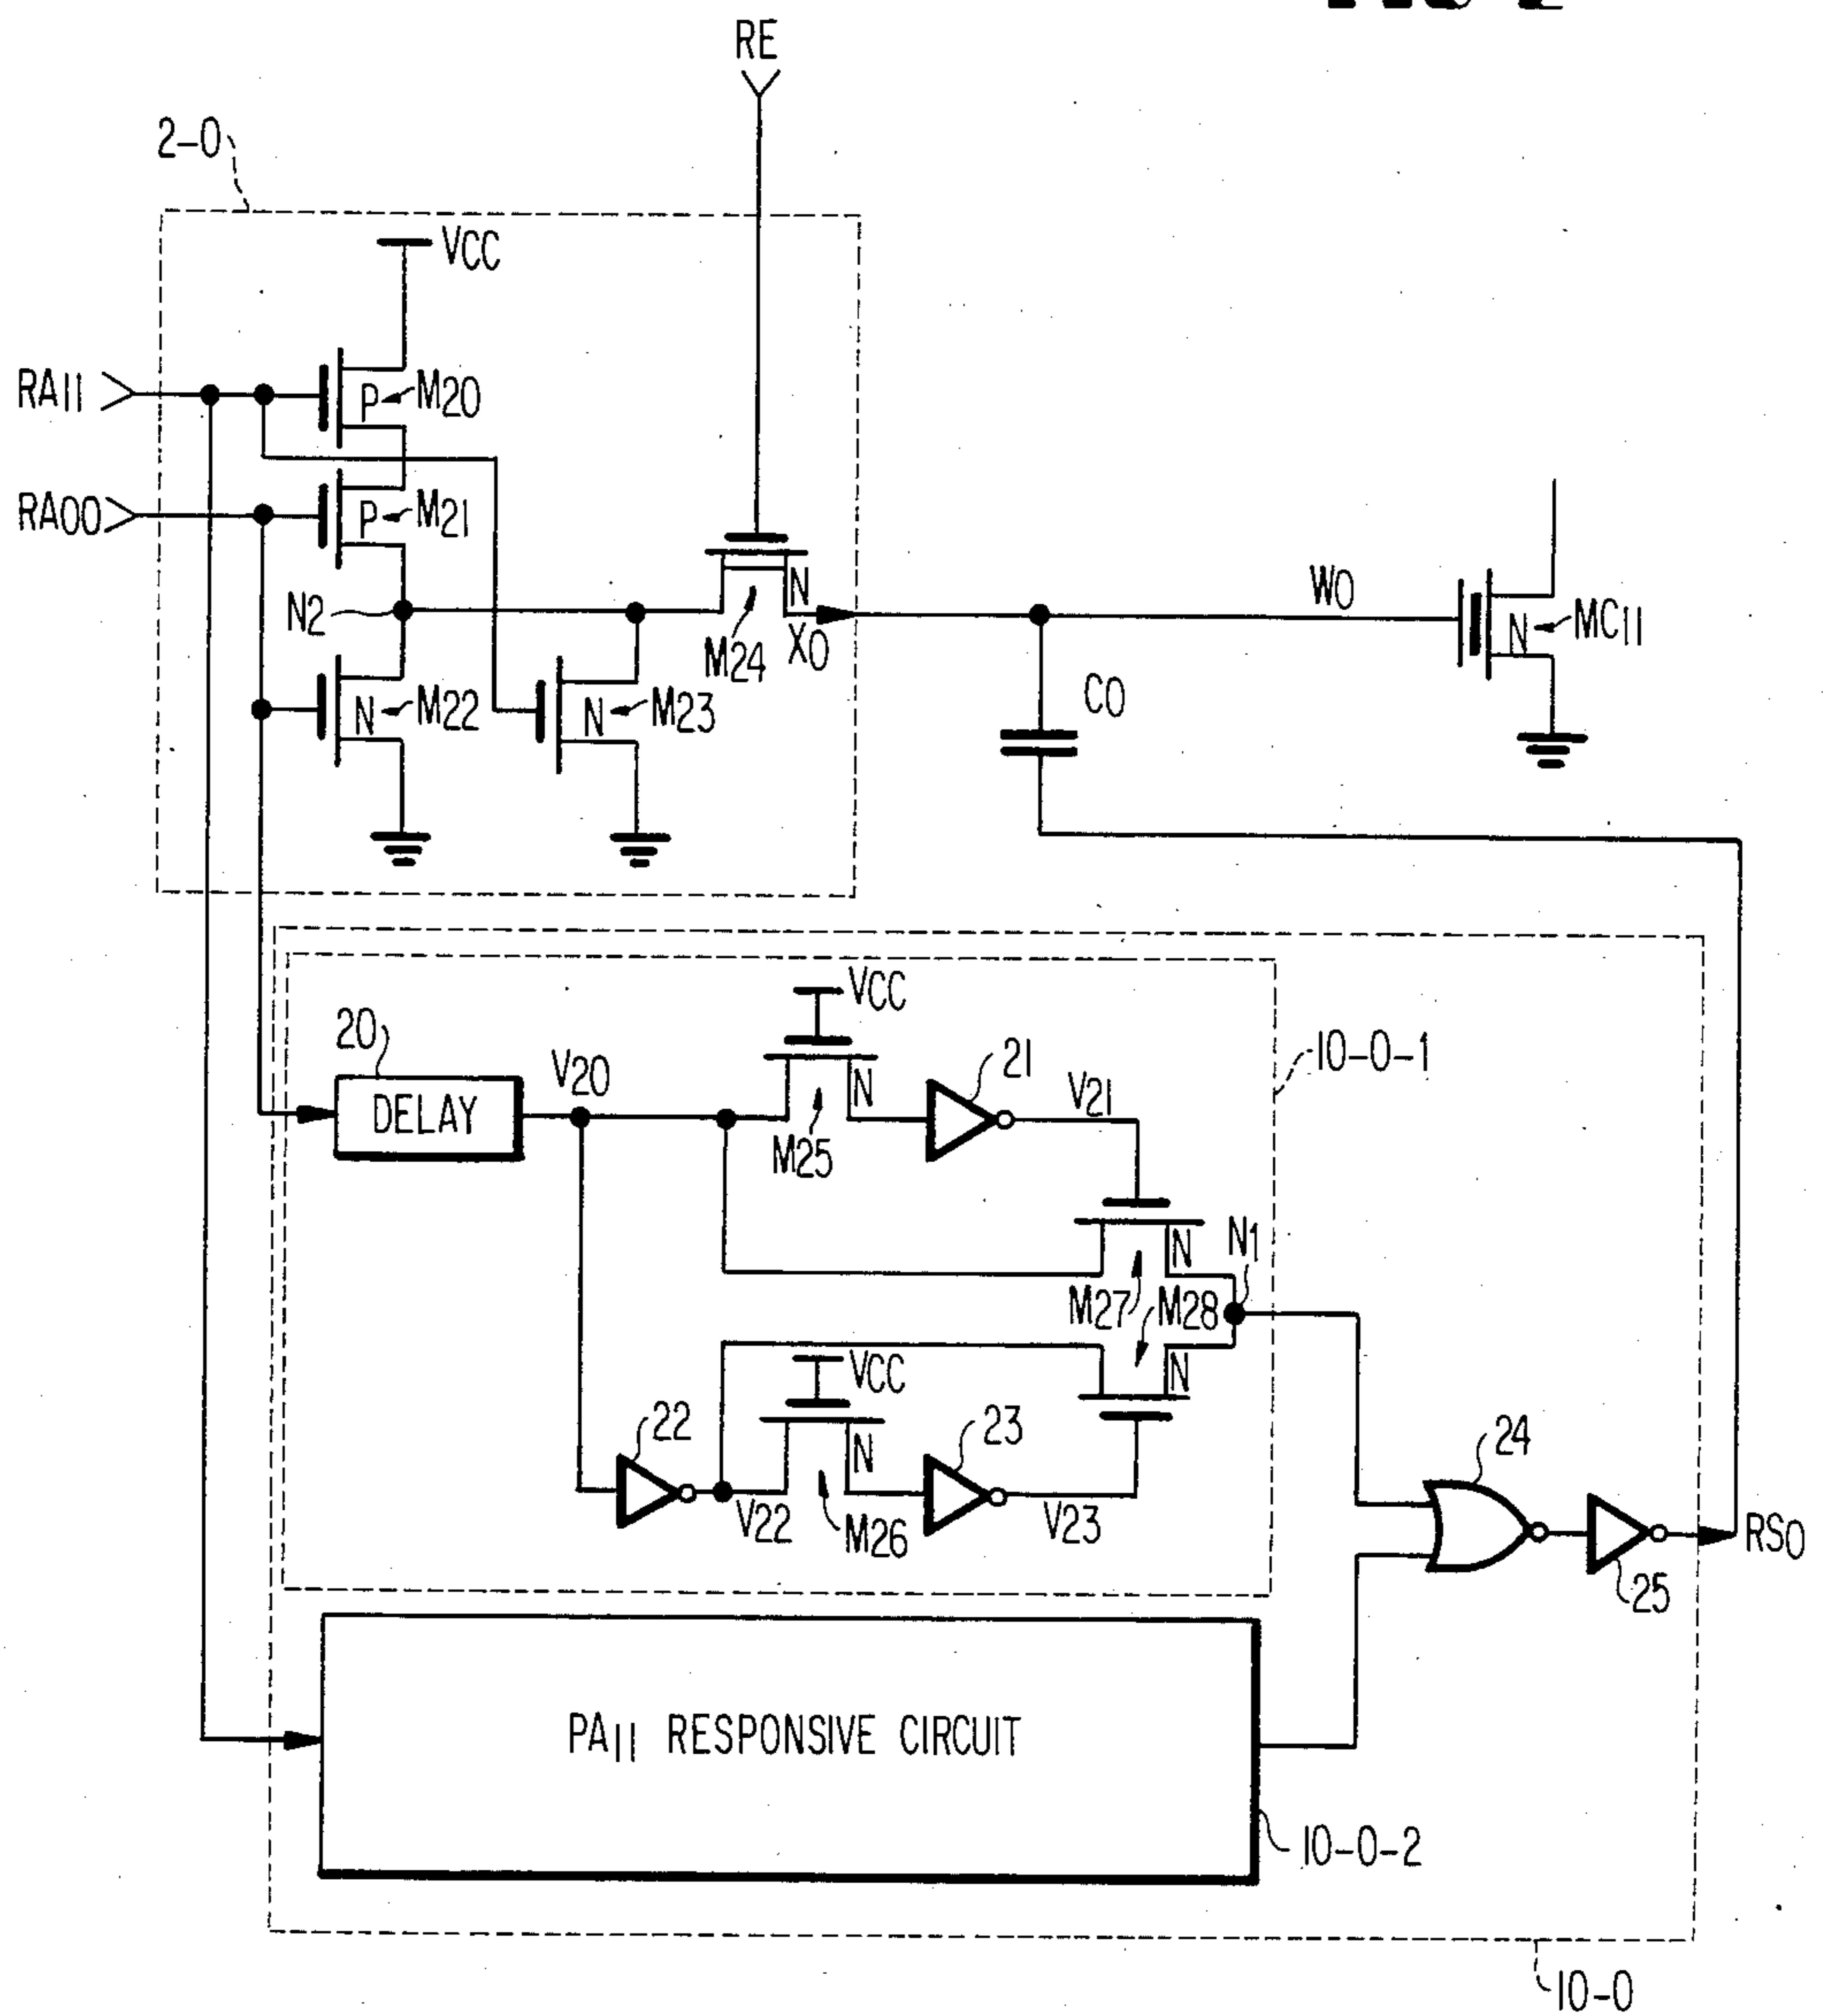 RE
2-0
VCC
RA11
P
M20
RA00
P
M21
N2
N
M22
N
M23
M24
N
X0
W0
N
MC11
C0
VCC
10-0-1
20
DELAY
V20
M25
N
21
V21
N
N1
M27
M28
VCC
N
22
V22
N
M26
23
V23
24
25
RS0
PA11 RESPONSIVE CIRCUIT
10-0-2
10-0